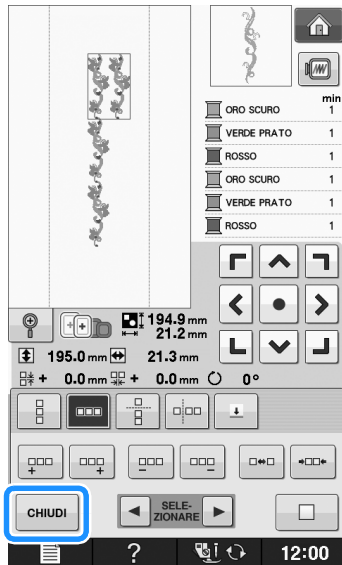 min
ORO SCURO 1
VERDE PRATO 1
ROSSO 1
ORO SCURO 1
VERDE PRATO 1
ROSSO 1
194.9 mm
21.2 mm
195.0 mm 21.3 mm
+ 0.0 mm + 0.0 mm 0°
CHIUDI
SELE-
ZIONARE
? 12:00